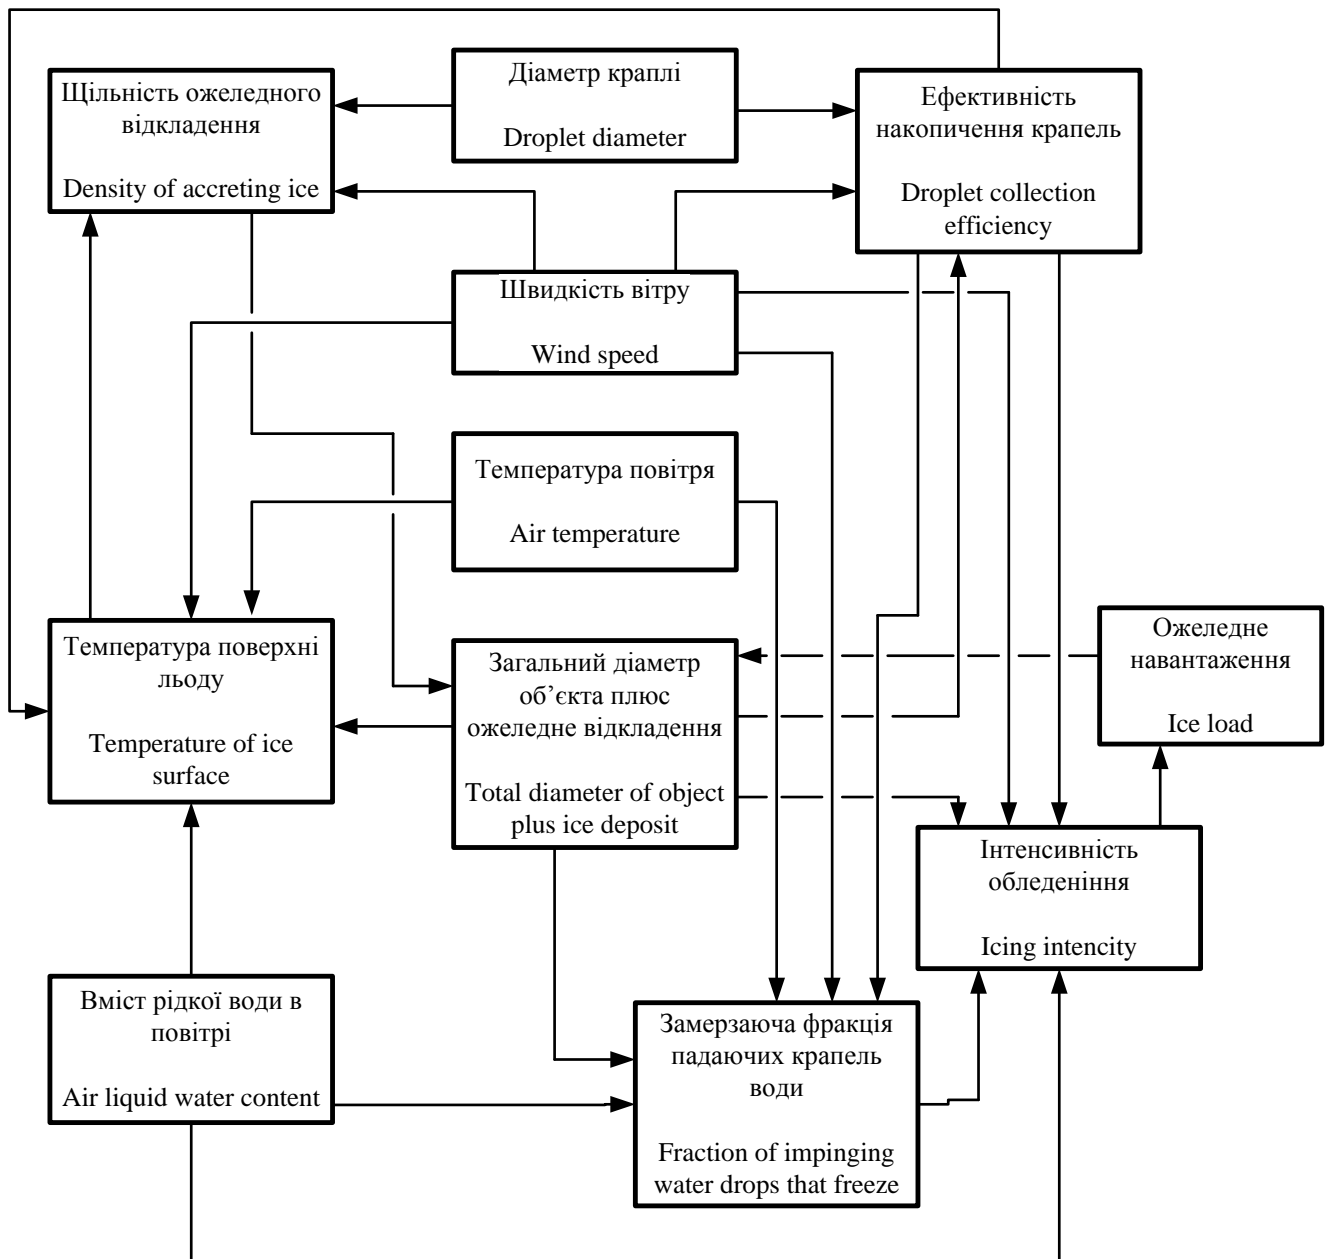 Щільність ожеледного
відкладення
Density of accreting ice
Діаметр краплі
Droplet diameter
Ефективність
накопичення крапель
Droplet collection
efficiency
Швидкість вітру
Wind speed
Температура повітря
Air temperature
Температура поверхні
льоду
Temperature of ice
surface
Загальний діаметр
об’єкта плюс
ожеледне відкладення
Total diameter of object
plus ice deposit
Ожеледне
навантаження
Ice load
Інтенсивність
обледеніння
Icing intencity
Вміст рідкої води в
повітрі
Air liquid water content
Замерзаюча фракція
падаючих крапель
води
Fraction of impinging
water drops that freeze